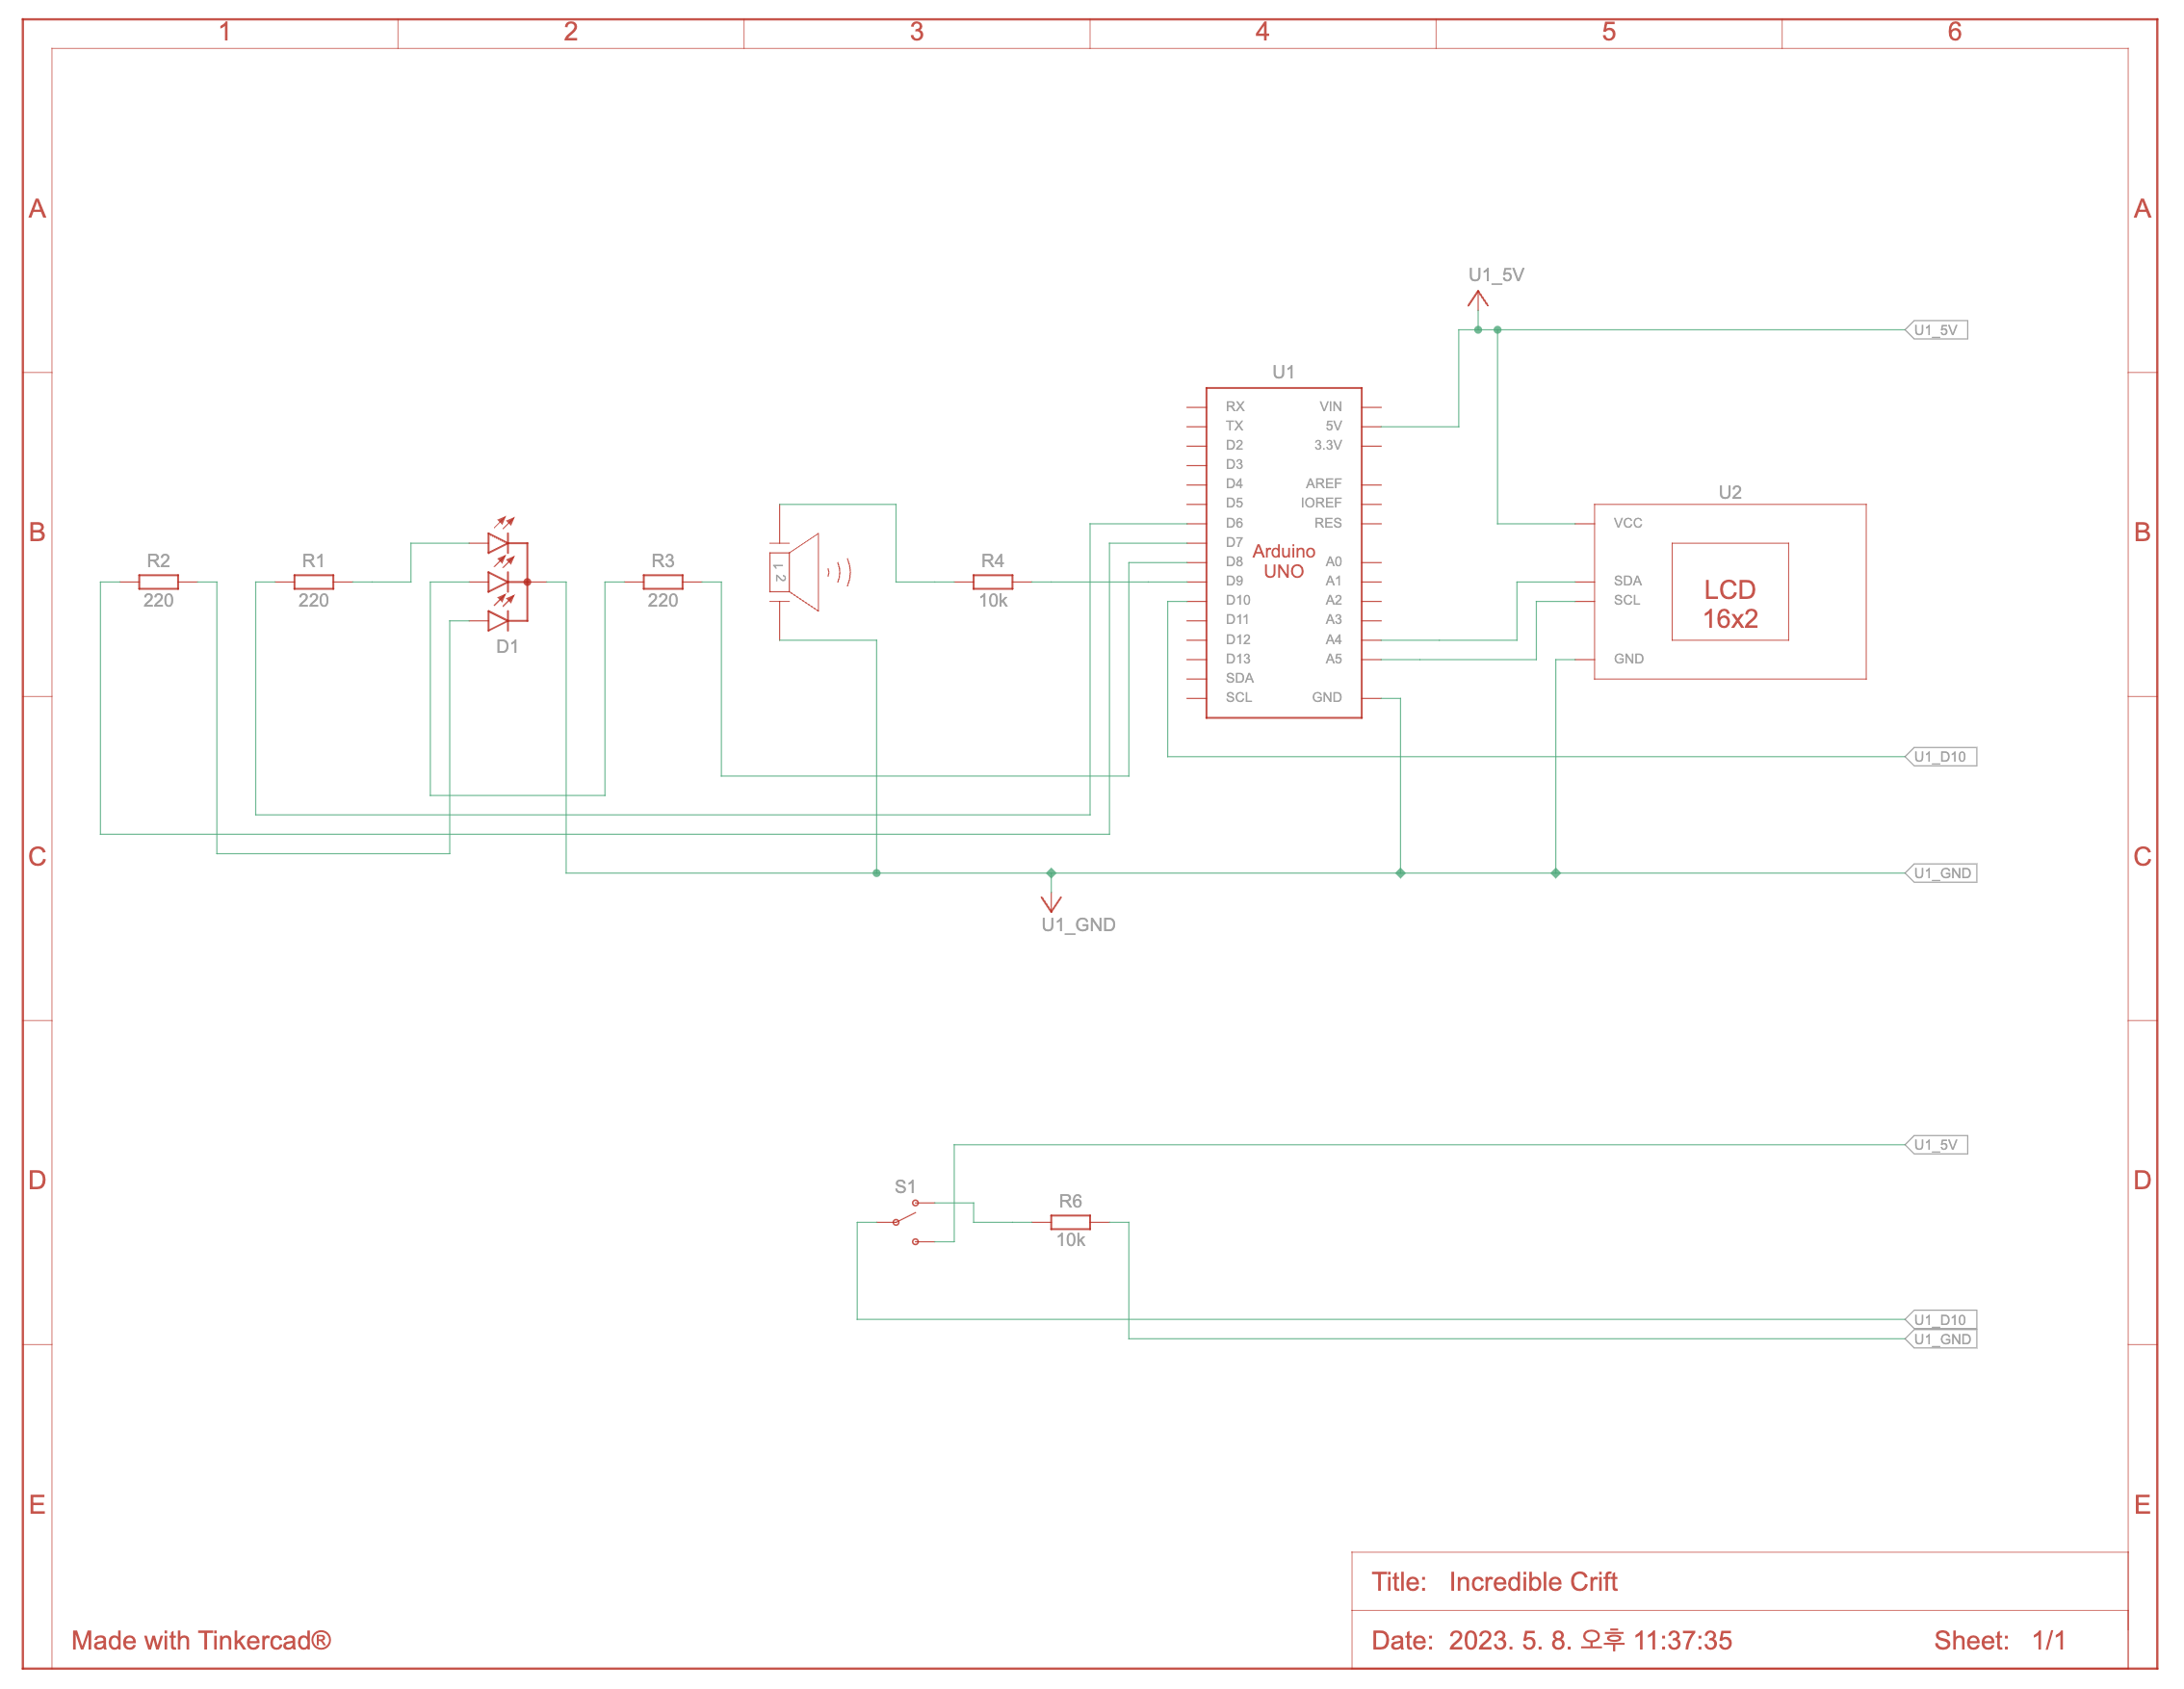 1 2 3 4 5 6
A A
U1_5V
U1_5V
U1
RX VIN
TX 5V
D2 3.3V
D3
D4 AREF
D5 IOREF
D6 RES
D7
Arduino
UNO
D8 A0
D9 A1
D10 A2
D11 A3
D12 A4
D13 A5
SDA
SCL GND
U2
VCC
SDA
SCL
GND
LCD
16x2
B B
R2
220
R1
220
D1
R3
220
1 2
R4
10k
U1_D10
C C
U1_GND
U1_GND
D D
U1_5V
S1
R6
10k
U1_D10
U1_GND
E E
Title: Incredible Crift
Made with Tinkercad®
Date: 2023. 5. 8. 오후 11:37:35 Sheet: 1/1